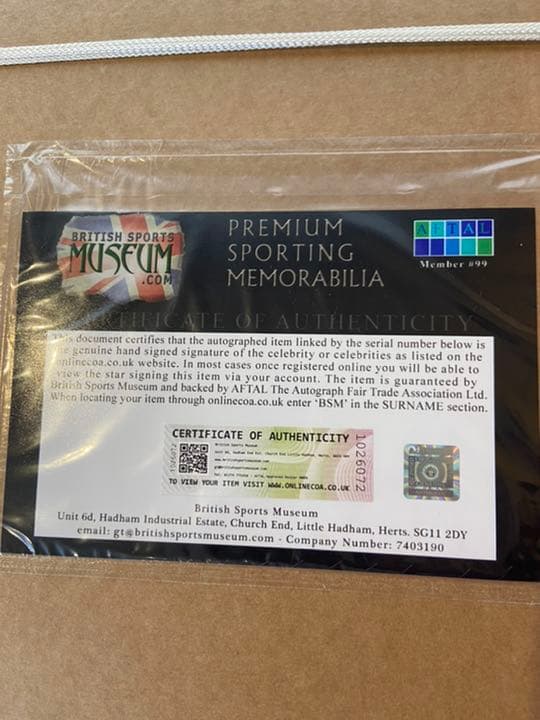 BRITISH SPORTS
MUSEUM
.COM
PREMIUM
SPORTING
MEMORABILIA
AFTAL
Member #99
CERTIFICATE OF AUTHENTICITY
This document certifies that the autographed item linked by the serial number below is
the genuine hand signed signature of the celebrity or celebrities as listed on the
onlinecoa.co.uk website. In most cases once registered online you will be able to
view the star signing this item via your account. The item is guaranteed by
British Sports Museum and backed by AFTAL The Autograph Fair Trade Association Ltd.
When locating your item through onlinecoa.co.uk enter 'BSM' in the SURNAME section.
CERTIFICATE OF AUTHENTICITY
1026072
British Sports Museum
TO VIEW YOUR ITEM VISIT WWW.ONLINECOA.CO.UK
1026072
British Sports Museum
Unit 6d, Hadham Industrial Estate, Church End, Little Hadham, Herts. SG11 2DY
email: gt@britishsportsmuseum.com - Company Number: 7403190